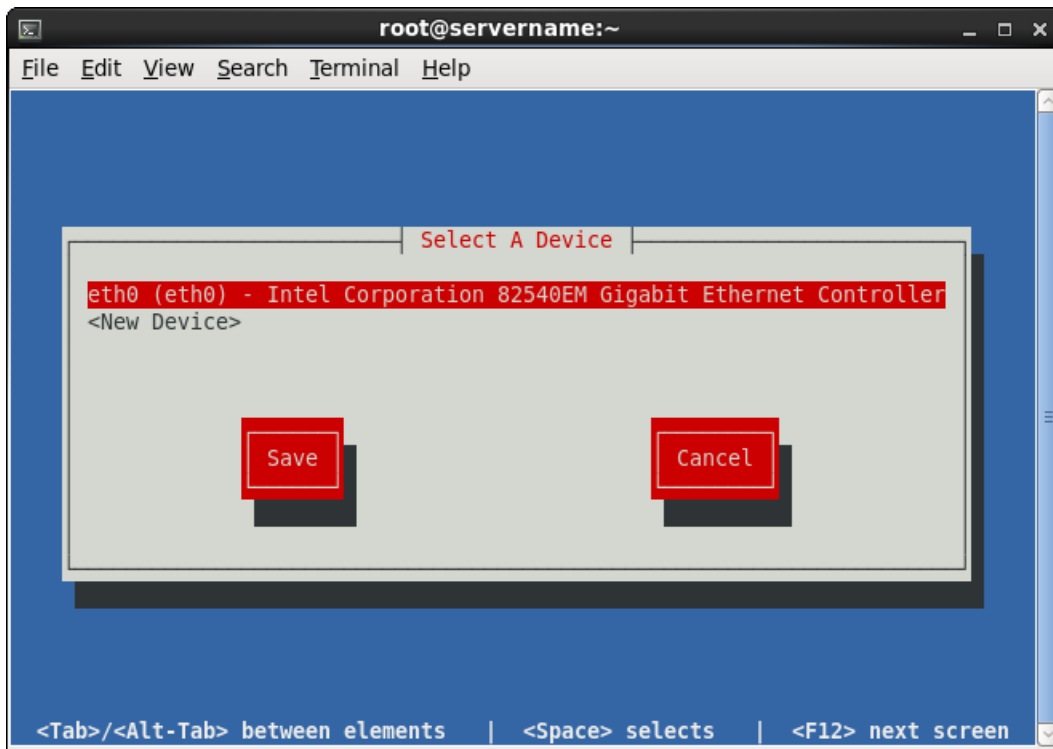 root@servername:~
File Edit View Search Terminal Help
Select A Device
eth0 (eth0) - Intel Corporation 82540EM Gigabit Ethernet Controller
<New Device>
Save Cancel
<Tab>/<Alt-Tab> between elements | <Space> selects | <F12> next screen